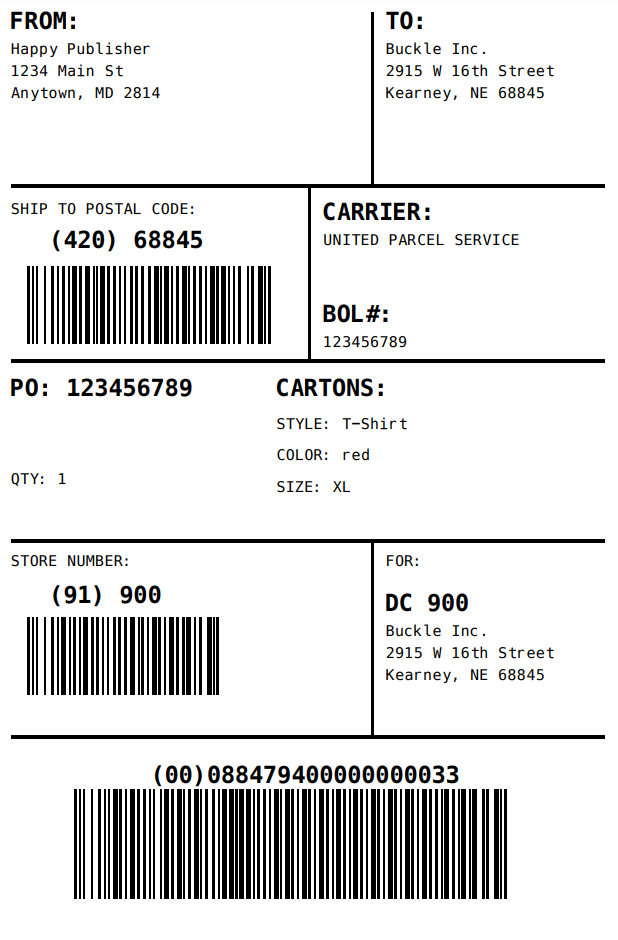 FROM:
Happy Publisher
1234 Main St
Anytown, MD 2814
TO:
Buckle Inc.
2915 W 16th Street
Kearney, NE 68845
SHIP TO POSTAL CODE:
(420) 68845
CARRIER:
UNITED PARCEL SERVICE
BOL#:
123456789
PO: 123456789
QTY: 1
CARTONS:
STYLE: T-Shirt
COLOR: red
SIZE: XL
STORE NUMBER:
(91) 900
FOR:
DC 900
Buckle Inc.
2915 W 16th Street
Kearney, NE 68845
(00)088479400000000033